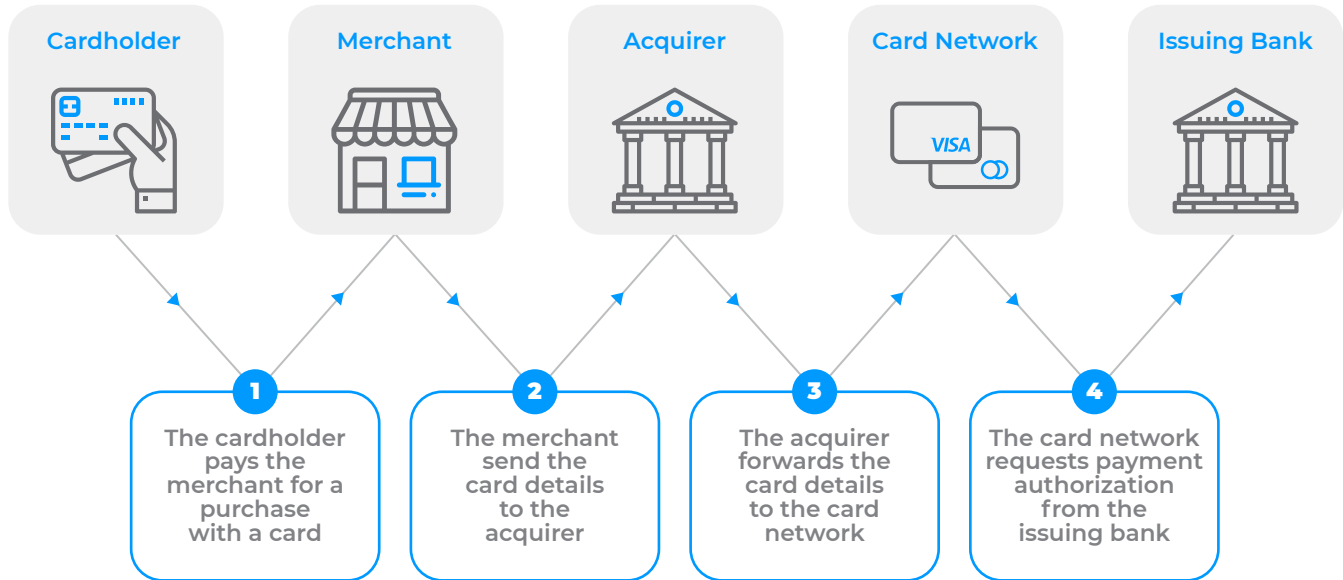 Cardholder
Merchant
Acquirer
Card Network
Issuing Bank
VISA
1
The cardholder
pays the
merchant for a
purchase
with a card
2
The merchant
send the
card details
to the
acquirer
3
The acquirer
forwards the
card details
to the card
network
4
The card network
requests payment
authorization
from the
issuing bank